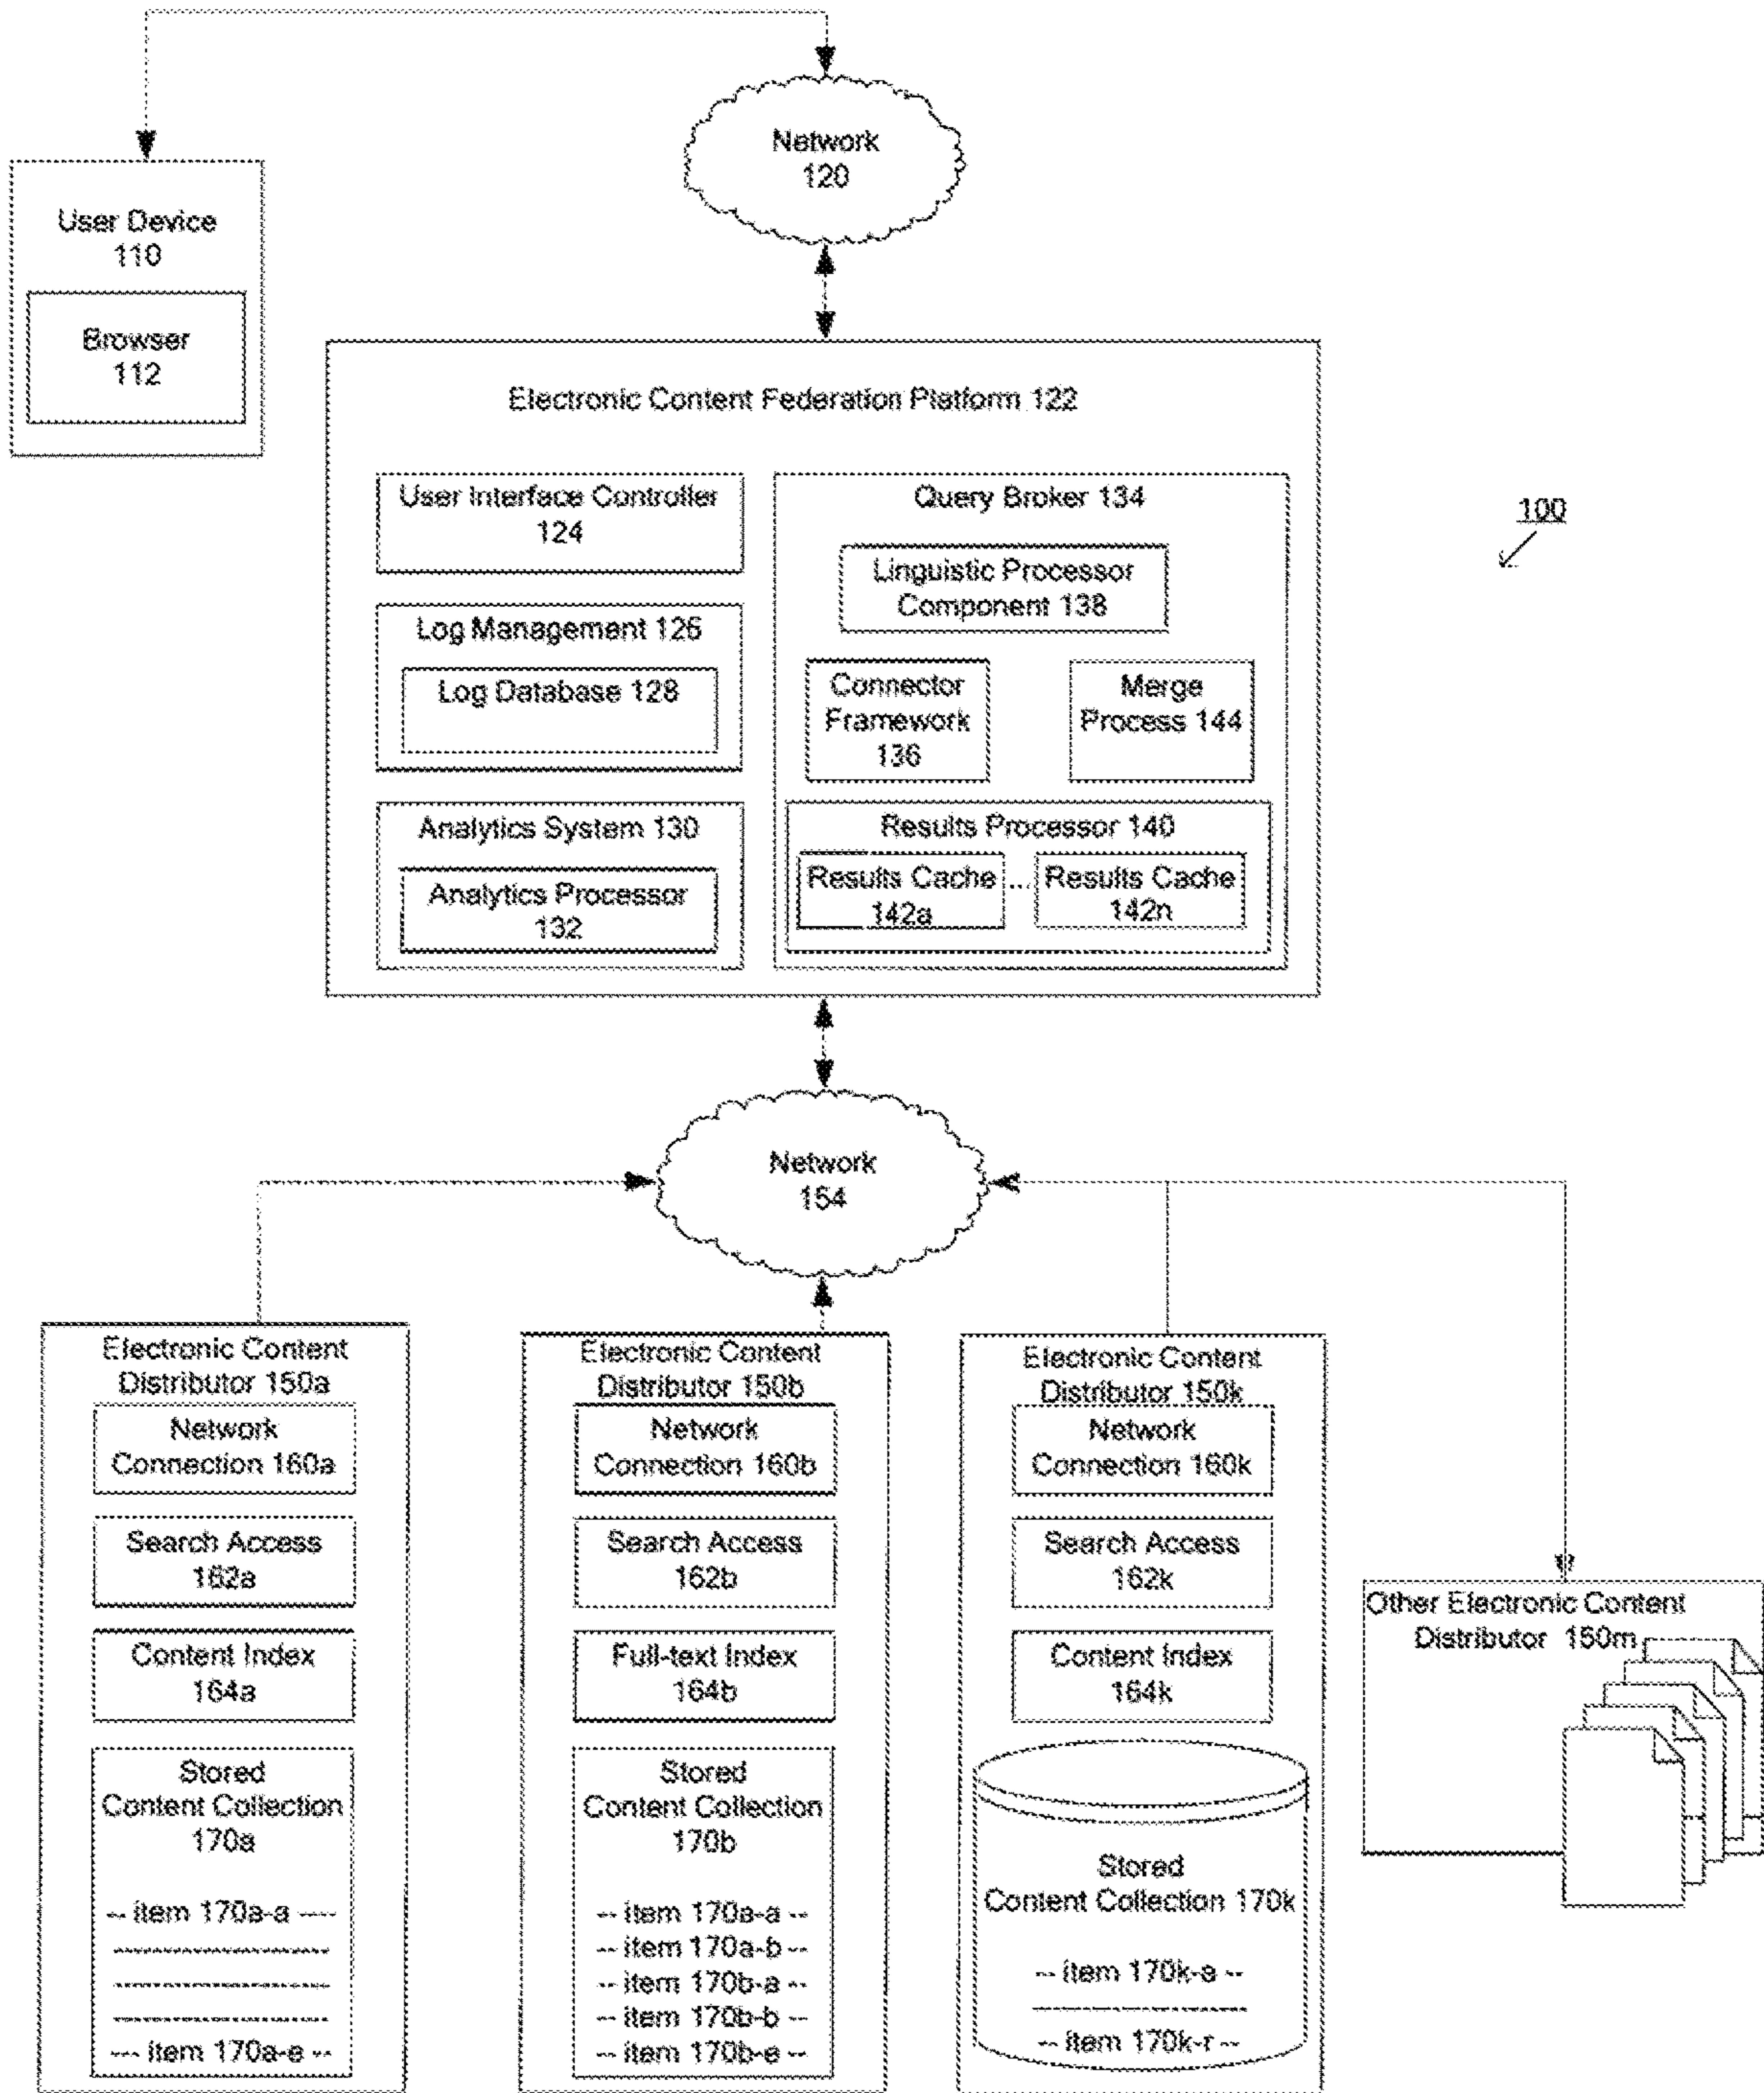 Network
120
User Device
110
Browser
112
Electronic Content Federation Platform 122
User Interface Controller
124
Log Management 126
Log Database 128
Analytics System 130
Analytics Processor
132
Query Broker 134
Linguistic Processor
Component 138
Connector
Framework
136
Merge
Process 144
Results Processor 140
Results Cache
142a
...
Results Cache
142n
100
Network
154
Electronic Content
Distributor 150a
Network
Connection 160a
Search Access
162a
Content Index
164a
Stored
Content Collection
170a
-- item 170a-a ----
--- item 170a-e --
Electronic Content
Distributor 150b
Network
Connection 160b
Search Access
162b
Full-text Index
164b
Stored
Content Collection
170b
-- item 170a-a --
-- item 170a-b --
-- item 170b-a --
-- item 170b-b --
-- item 170b-e --
Electronic Content
Distributor 150k
Network
Connection 160k
Search Access
162k
Content Index
164k
Stored
Content Collection 170k
-- item 170k-a --
-- item 170k-r --
Other Electronic Content
Distributor 150m